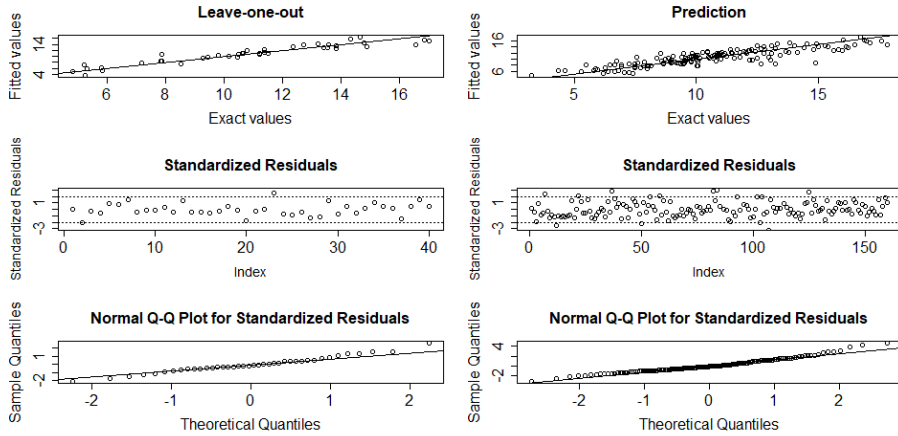 Leave-one-out
Fitted values
14
4
6
8
10
12
14
16
Exact values
Prediction
Fitted values
16
6
5
10
15
Exact values
Standardized Residuals
Standardized Residuals
1
-3
0
10
20
30
40
Index
Standardized Residuals
Standardized Residuals
1
-3
0
50
100
150
Index
Normal Q-Q Plot for Standardized Residuals
Sample Quantiles
1
-2
-2
-1
0
1
2
Theoretical Quantiles
Normal Q-Q Plot for Standardized Residuals
Sample Quantiles
4
-2
-2
-1
0
1
2
Theoretical Quantiles